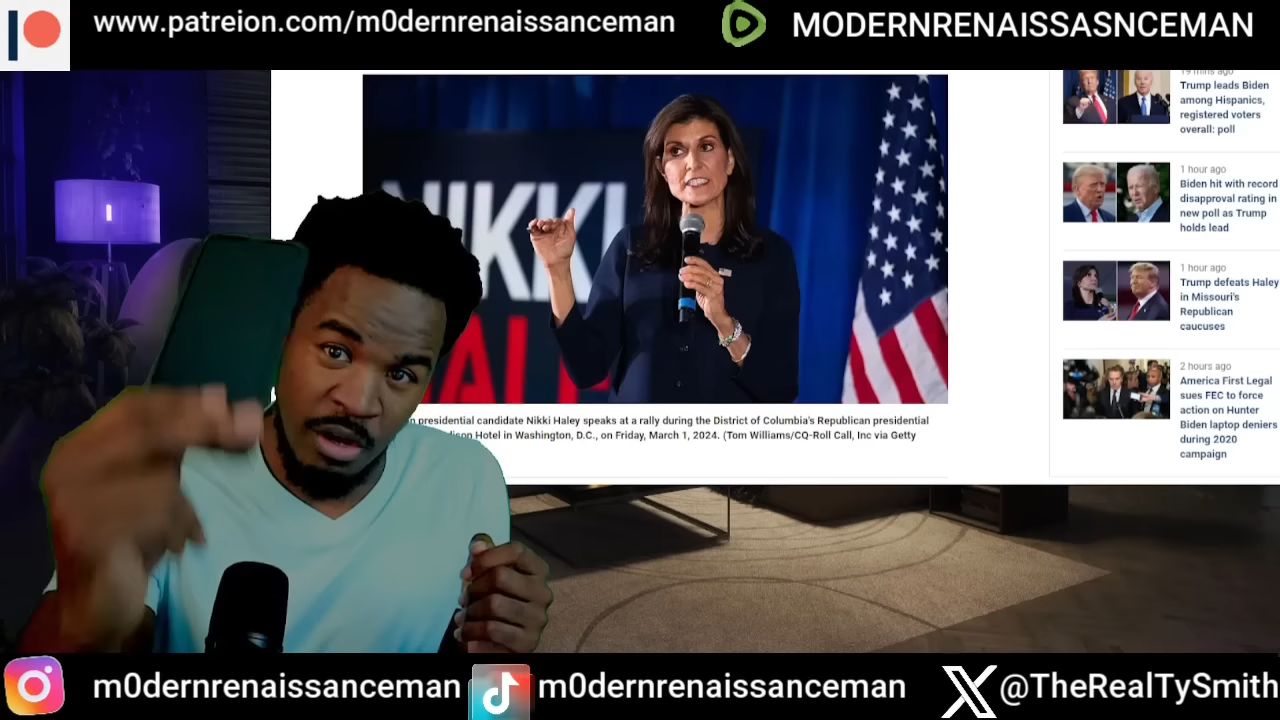 www.patreion.com/m0dernrenaissanceman
MODERNRENAISSASNCEMAN
NIKKI
HAL
presidential candidate Nikki Haley speaks at a rally during the District of Columbia's Republican presidential
Hotel in Washington, D.C., on Friday, March 1, 2024. (Tom Williams/CQ-Roll Call, Inc via Getty
19 mins ago
Trump leads Biden
among Hispanics,
registered voters
overall: poll
1 hour ago
Biden hit with record
disapproval rating in
new poll as Trump
holds lead
1 hour ago
Trump defeats Haley
in Missouri's
Republican
caucuses
2 hours ago
America First Legal
sues FEC to force
action on Hunter
Biden laptop deniers
during 2020
campaign
m0dernrenaissanceman
m0dernrenaissanceman
@TheRealTySmith